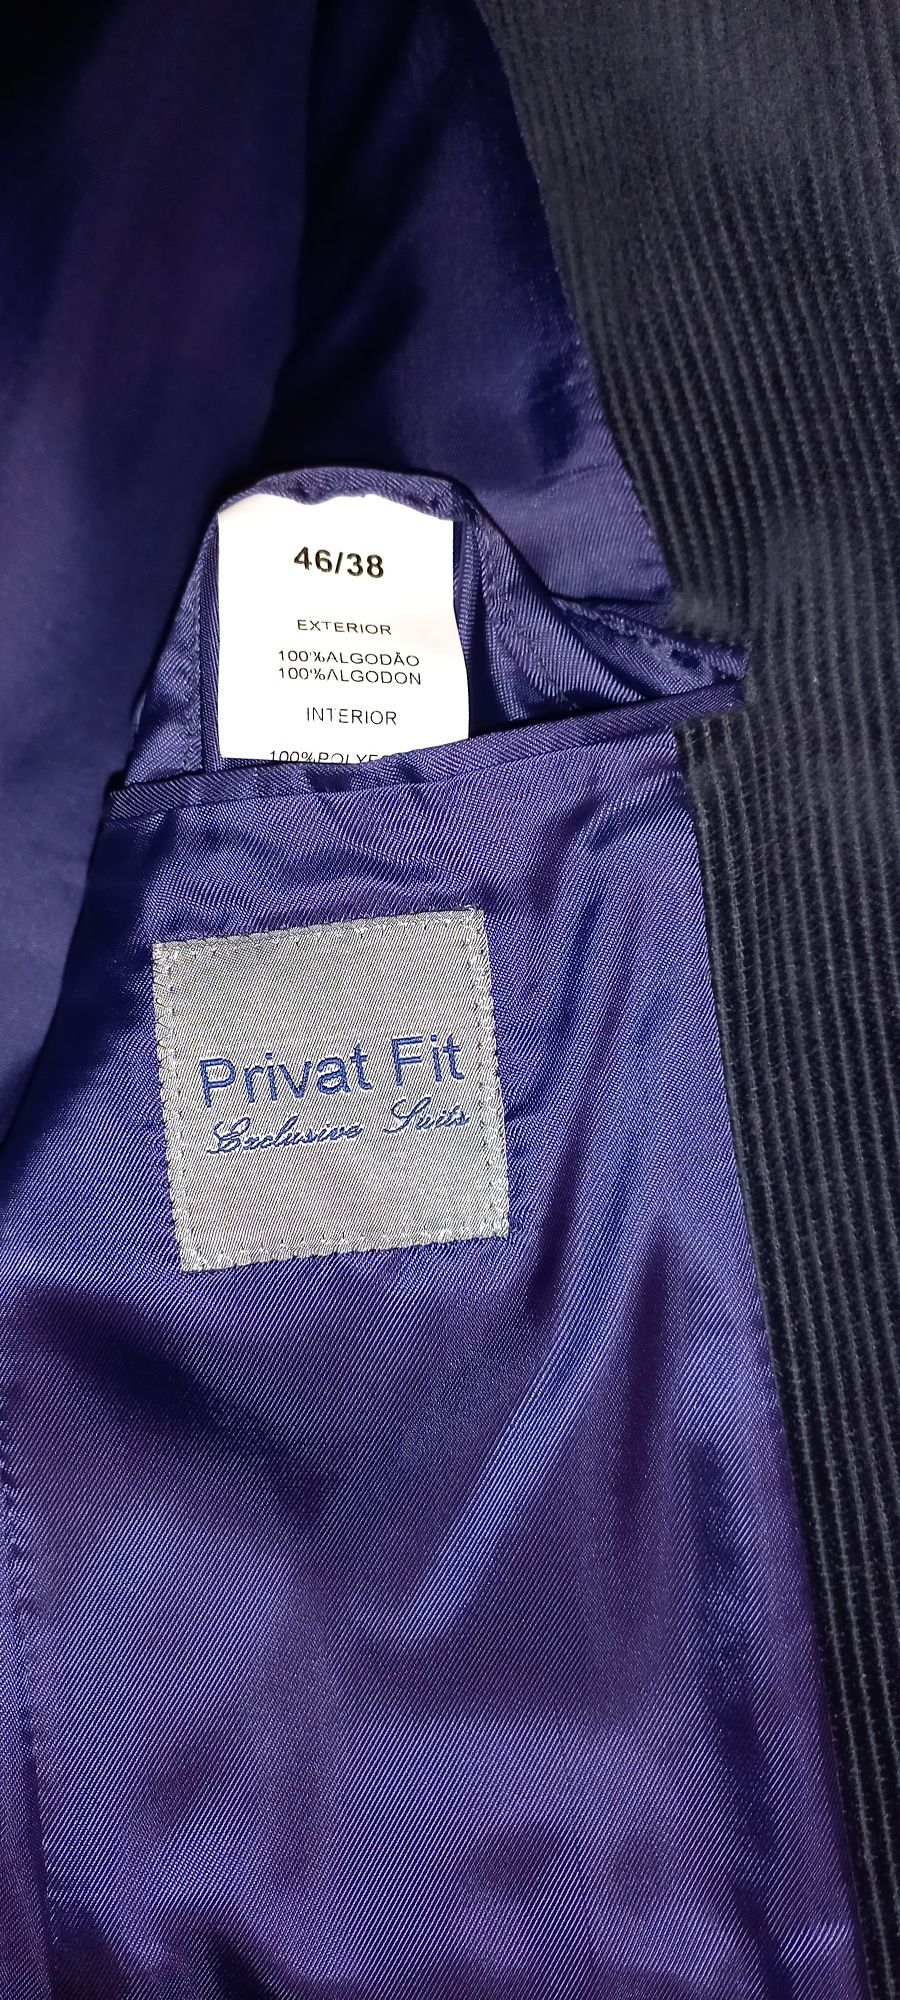 46/38
EXTERIOR
100%ALGODÃO
100%ALGODON
INTERIOR
Privat Fit
Exclusive Suits